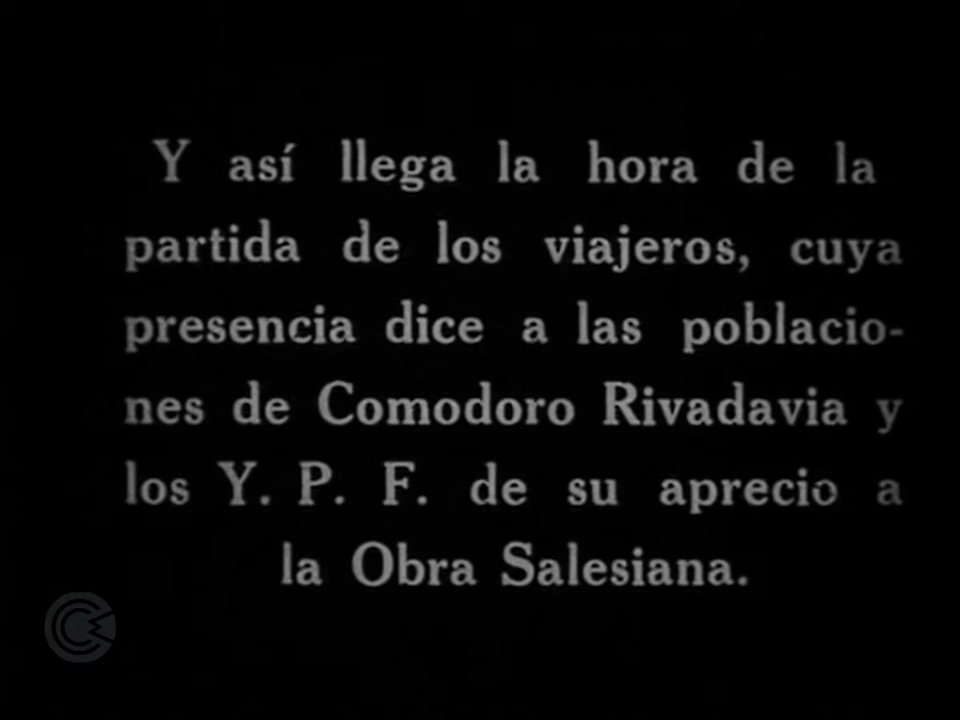 Y así llega la hora de la
partida de los viajeros, cuya
presencia dice a las poblacio-
nes de Comodoro Rivadavia y
los Y. P. F. de su aprecio a
la Obra Salesiana.